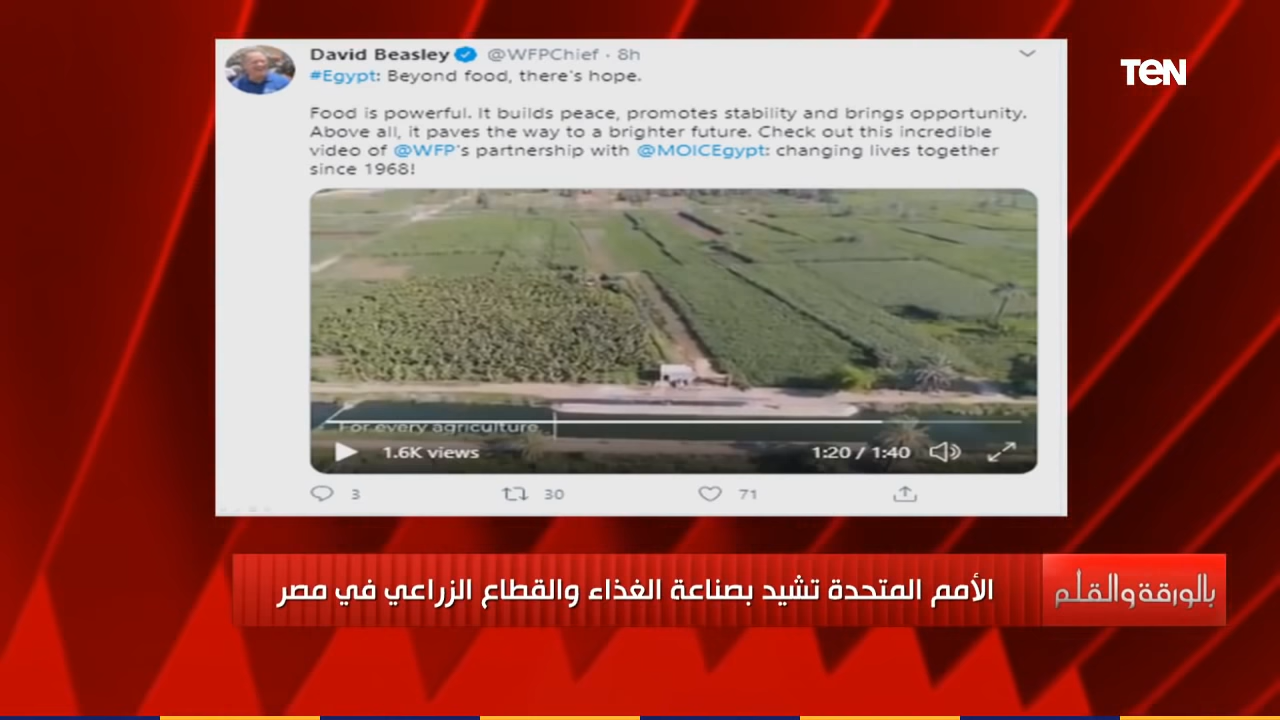 TEN
David Beasley @WFPChief · 8h
#Egypt: Beyond food, there's hope.
Food is powerful. It builds peace, promotes stability and brings opportunity.
Above all, it paves the way to a brighter future. Check out this incredible
video of @WFP's partnership with @MOICEgypt: changing lives together
since 1968!
For every agriculture
1.6K views
1:20 / 1:40
3 30 71
بالورقة والقلم
الأمم المتحدة تشيد بصناعة الغذاء والقطاع الزراعي في مصر